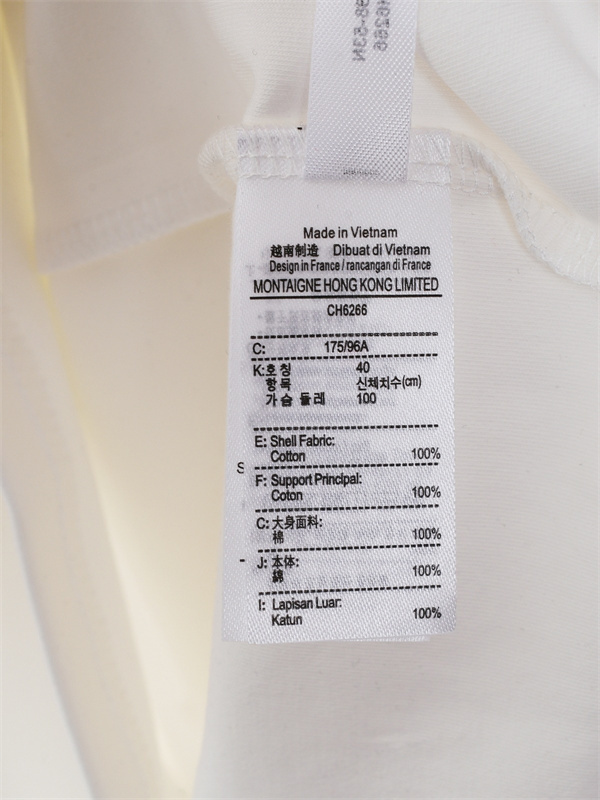 H6266
98-53N
Made in Vietnam
越南制造 Dibuat di Vietnam
Design in France / rancangan di France
MONTAIGNE HONG KONG LIMITED
CH6266
C: 175/96A
K:호 칭 40
항 목 신체치수(cm)
가 슴 둘 레 100
E: Shell Fabric:
Cotton 100%
S
F: Support Principal:
Coton 100%
C: 大身面料:
棉 100%
J: 本体:
綿 100%
I: Lapisan Luar:
Katun 100%